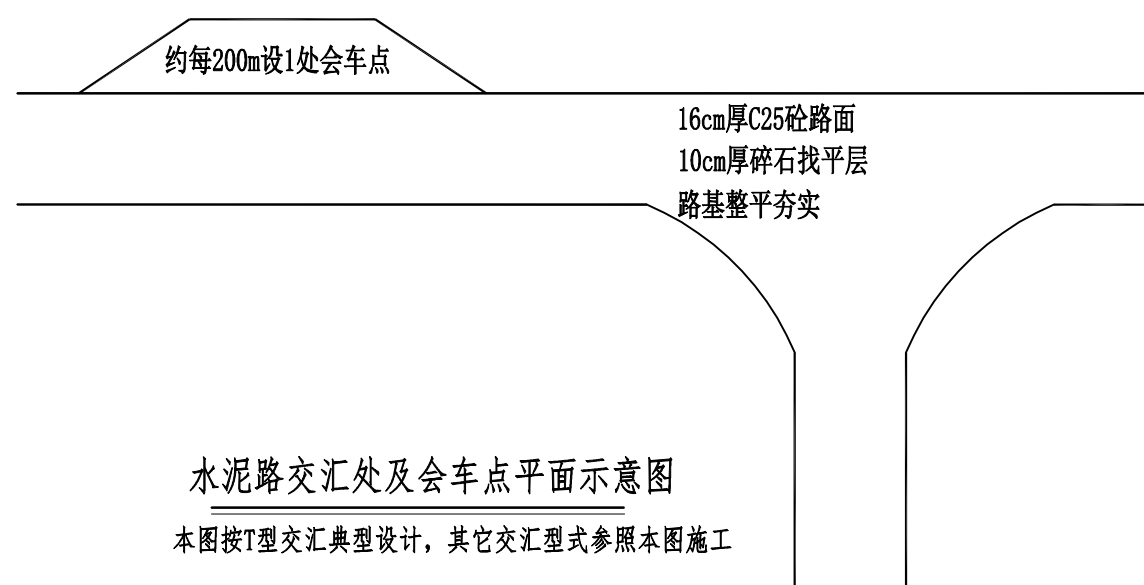 约每200m设1处会车点
16cm厚C25砼路面
10cm厚碎石找平层
路基整平夯实
水泥路交汇处及会车点平面示意图
本图按T型交汇典型设计，其它交汇型式参照本图施工